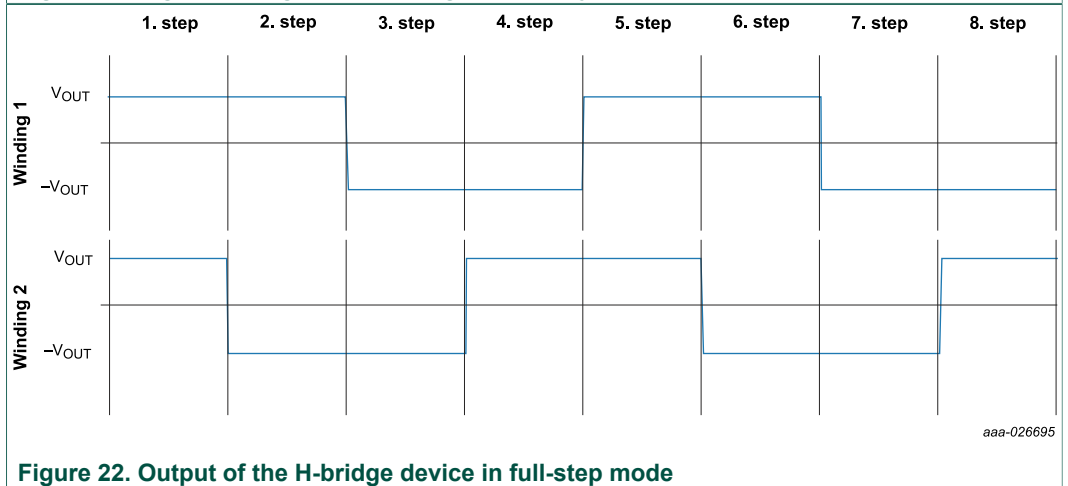 1. step 2. step 3. step 4. step 5. step 6. step 7. step 8. step
Winding 1
VOUT
–VOUT
Winding 2
VOUT
–VOUT
aaa-026695
Figure 22. Output of the H-bridge device in full-step mode